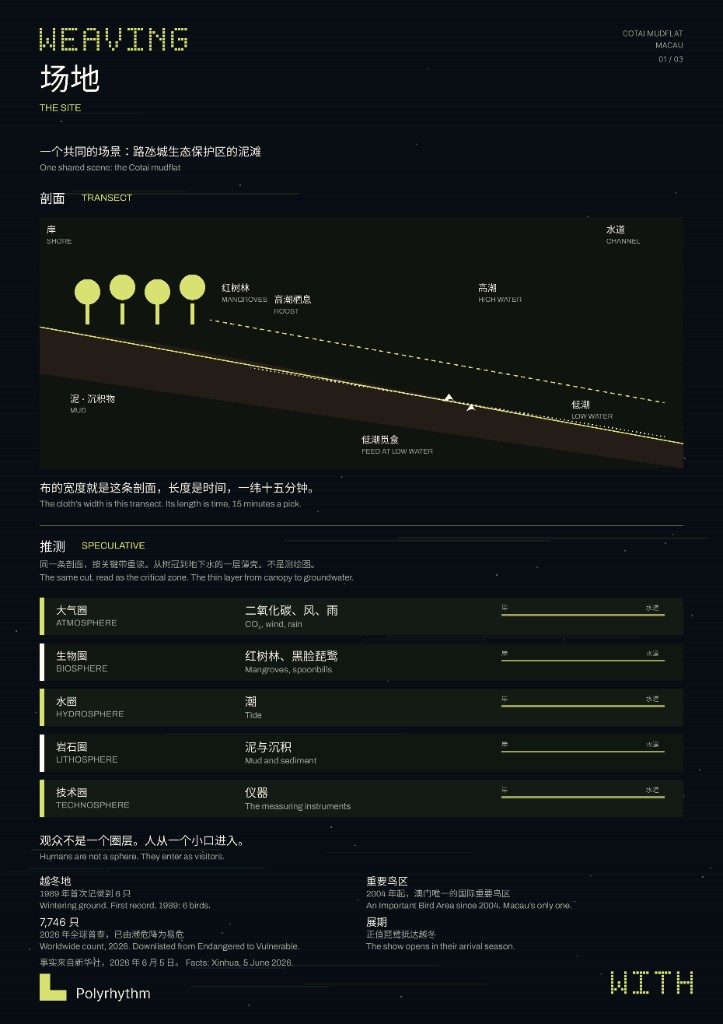 WEAVING
COTAI MUDFLAT
MACAU
01 / 03
场地
THE SITE
一个共同的场景：路氹城生态保护区的泥滩
One shared scene: the Cotai mudflat
剖面 TRANSECT
岸
SHORE
水道
CHANNEL
红树林
MANGROVES
高潮栖息
ROOST
高潮
HIGH WATER
泥・沉积物
MUD
低潮
LOW WATER
低潮觅食
FEED AT LOW WATER
布的宽度就是这条剖面，长度是时间，一纬十五分钟。
The cloth's width is this transect. Its length is time, 15 minutes a pick.
推测 SPECULATIVE
同一条剖面，按关键带重读。从树冠到地下水的一层薄壳，不是测绘图。
The same cut, read as the critical zone. The thin layer from canopy to groundwater.
大气圈 二氧化碳、风、雨 岸 水道
ATMOSPHERE CO₂, wind, rain
生物圈 红树林、黑脸琵鹭 岸 水道
BIOSPHERE Mangroves, spoonbills
水圈 潮 岸 水道
HYDROSPHERE Tide
岩石圈 泥与沉积 岸 水道
LITHOSPHERE Mud and sediment
技术圈 仪器 岸 水道
TECHNOSPHERE The measuring instruments
观众不是一个圈层。人从一个小口进入。
Humans are not a sphere. They enter as visitors.
越冬地
1989 年首次记录到 6 只
Wintering ground. First record, 1989: 6 birds.
重要鸟区
2004 年起，澳门唯一的国际重要鸟区
An Important Bird Area since 2004. Macau's only one.
7,746 只
2026 年全球普查，已由濒危降为易危
Worldwide count, 2026. Downlisted from Endangered to Vulnerable.
展期
正值琵鹭抵达越冬
The show opens in their arrival season.
事实来自新华社，2026 年 6 月 5 日。 Facts: Xinhua, 5 June 2026.
Polyrhythm
WITH